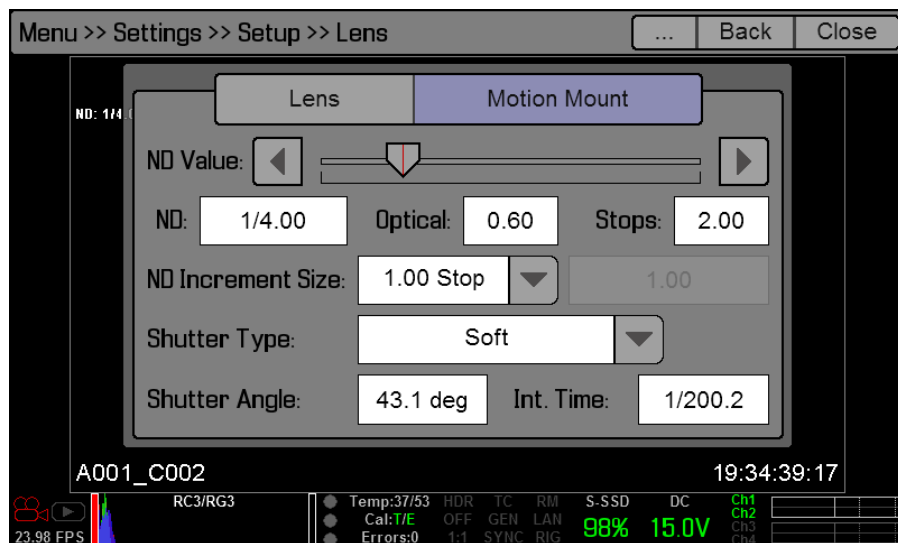 Menu >> Settings >> Setup >> Lens ... Back Close
Lens Motion Mount
ND: 1/4.0
ND Value:
ND: 1/4.00 Optical: 0.60 Stops: 2.00
ND Increment Size: 1.00 Stop 1.00
Shutter Type: Soft
Shutter Angle: 43.1 deg Int. Time: 1/200.2
A001_C002 19:34:39:17
RC3/RG3 Temp:37/53 HDR TC RM S-SSD DC Ch1
Cal:T/E OFF GEN LAN 98% 15.0V Ch2
23.98 FPS Errors:0 1:1 SYNC RIG Ch3
Ch4